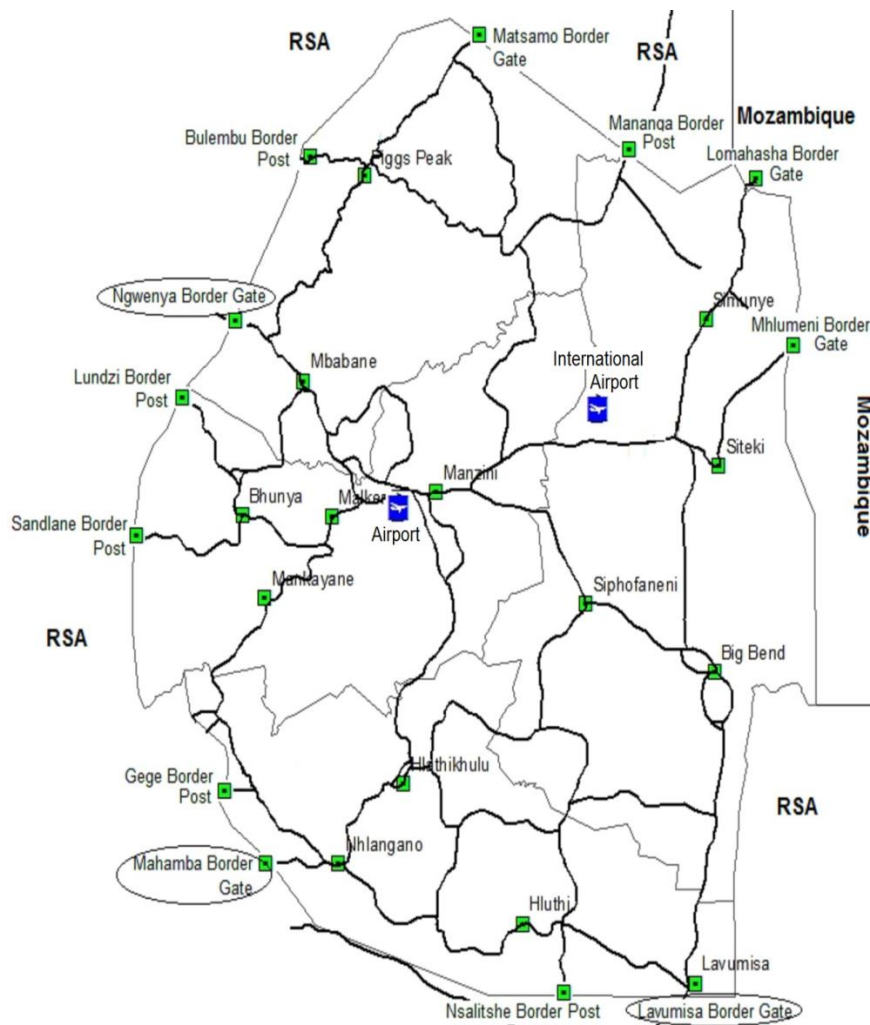 Matsamo Border
Gate
RSA
RSA
Mozambique
Mananga Border
Post
Bulembu Border
Post
Piggs Peak
Lomahasha Border
Gate
Ngwenya Border Gate
Simunye
Mhlumeni Border
Gate
International
Airport
Mbabane
Lundzi Border
Post
Mozambique
Siteki
Manzini
Bhunya
Malker
Airport
Sandlane Border
Post
Mankayane
Siphofaneni
RSA
Big Bend
Hlathikhulu
Gege Border
Post
RSA
Nhlangano
Mahamba Border
Gate
Hluthi
Lavumisa
Nsalitshe Border Post
Lavumisa Border Gate